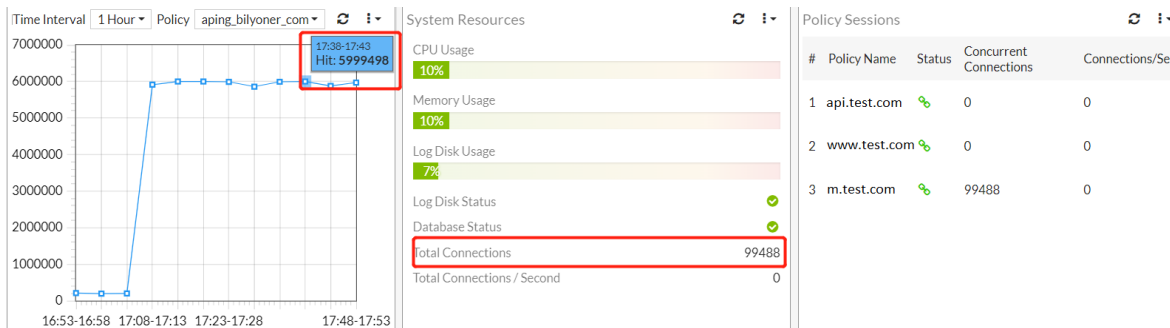 Time Interval 1 Hour Policy aping_bilyoner_com
7000000
6000000
5000000
4000000
3000000
2000000
1000000
0
17:38-17:43
Hit: 5999498
16:53-16:58 17:08-17:13 17:23-17:28 17:48-17:53
System Resources
CPU Usage
10%
Memory Usage
10%
Log Disk Usage
7%
Log Disk Status
Database Status
Total Connections 99488
Total Connections / Second 0
Policy Sessions
# Policy Name Status Concurrent Connections Connections/Se
1 api.test.com 0 0
2 www.test.com 0 0
3 m.test.com 99488 0